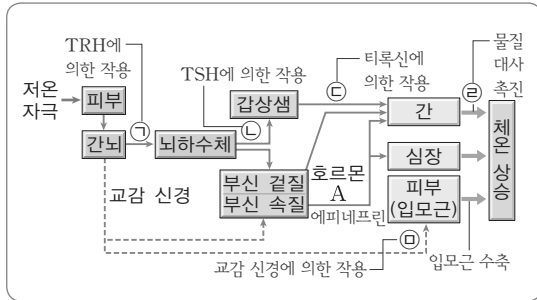 TRH에
의한 작용
저온
자극
피부
간뇌
㉠
뇌하수체
TSH에 의한 작용
㉡
갑상샘
티록신에
의한 작용
㉢
간
㉣
물질
대사
촉진
체온 상승
심장
피부
(입모근)
부신 겉질
부신 속질
호르몬
A
에피네프린
교감 신경
㉤
교감 신경에 의한 작용
입모근 수축